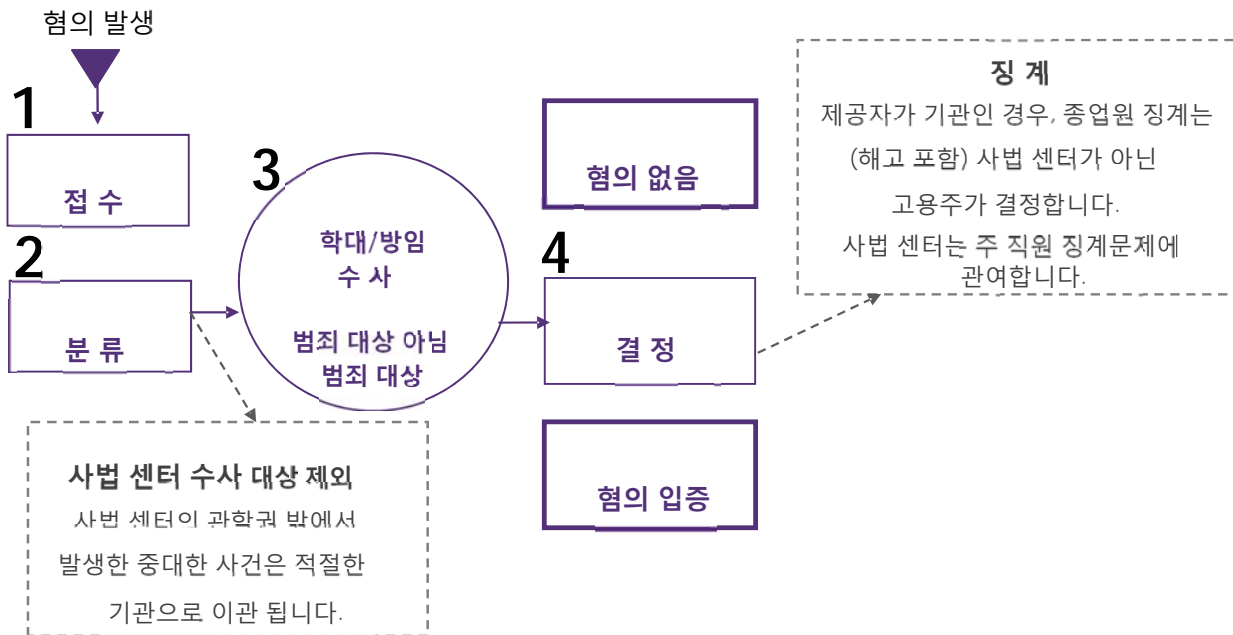 혐의 발생
1
접 수
2
분 류
3
학대/방임
수 사
범죄 대상 아님
범죄 대상
혐의 없음
4
결 정
혐의 입증
징 계
제공자가 기관인 경우, 종업원 징계는
(해고 포함) 사법 센터가 아닌
고용주가 결정합니다.
사법 센터는 주 직원 징계문제에
관여합니다.
사법 센터 수사 대상 제외
사법 센터의 관할권 밖에서
발생한 중대한 사건은 적절한
기관으로 이관 됩니다.